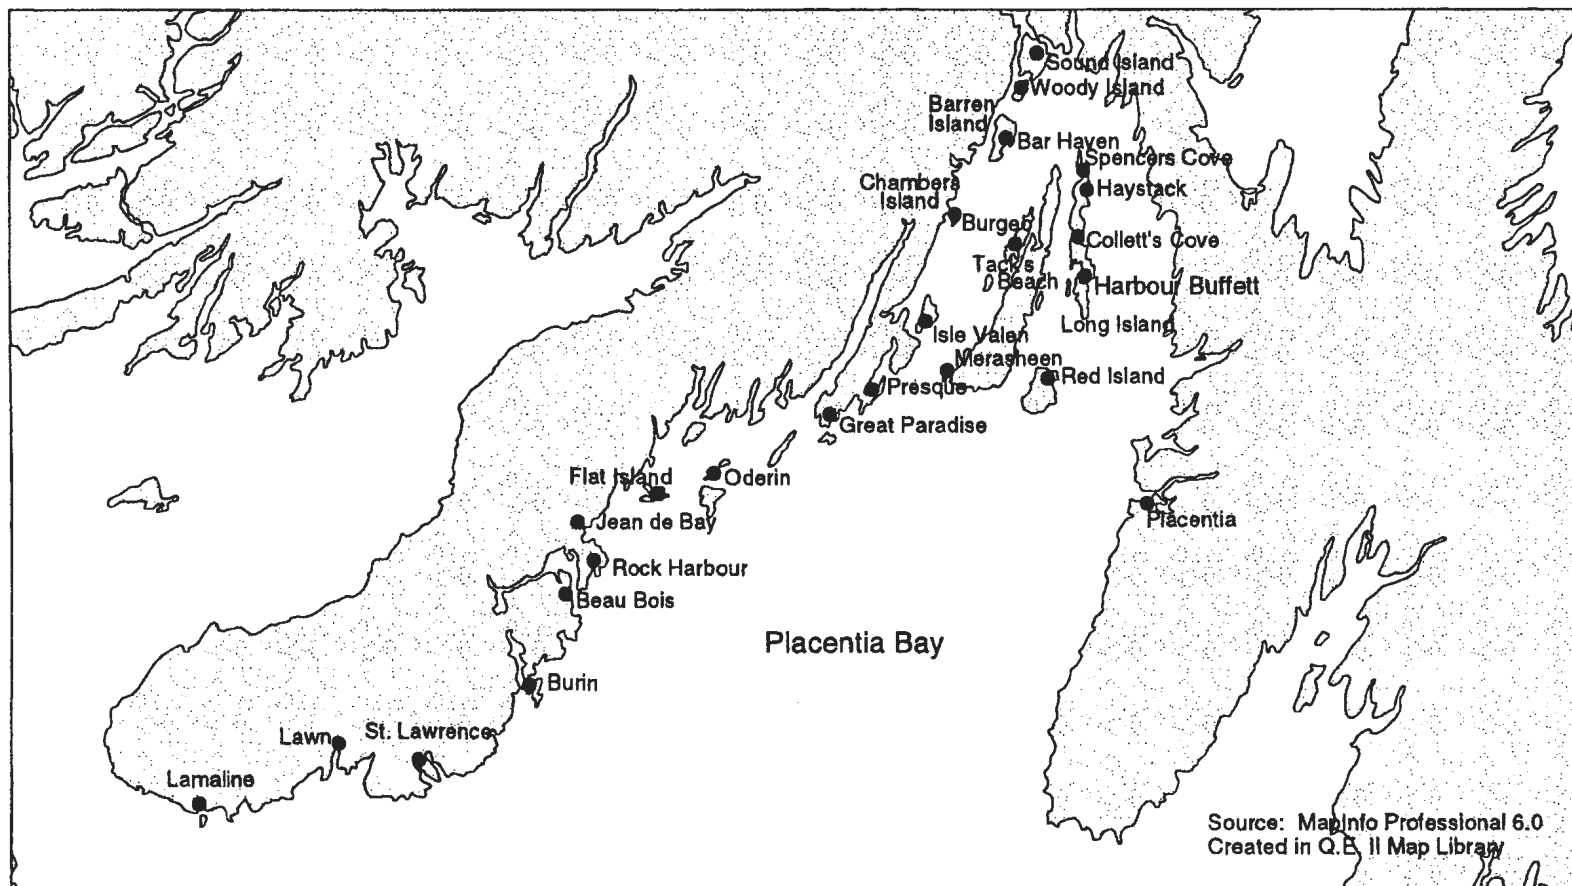 Sound Island
Woody Island
Barren
Island
Bar Haven
Spencers Cove
Haystack
Chambers
Island
Burgeo
Collett's Cove
Tack's
Beach
Harbour Buffett
Long Island
Isle Valen
Merasheen
Red Island
Presque
Great Paradise
Flat Island
Oderin
Jean de Bay
Placentia
Rock Harbour
Beau Bois
Placentia Bay
Burin
Lawn
St. Lawrence
Lamaline
Source: MapInfo Professional 6.0
Created in Q.E. II Map Library